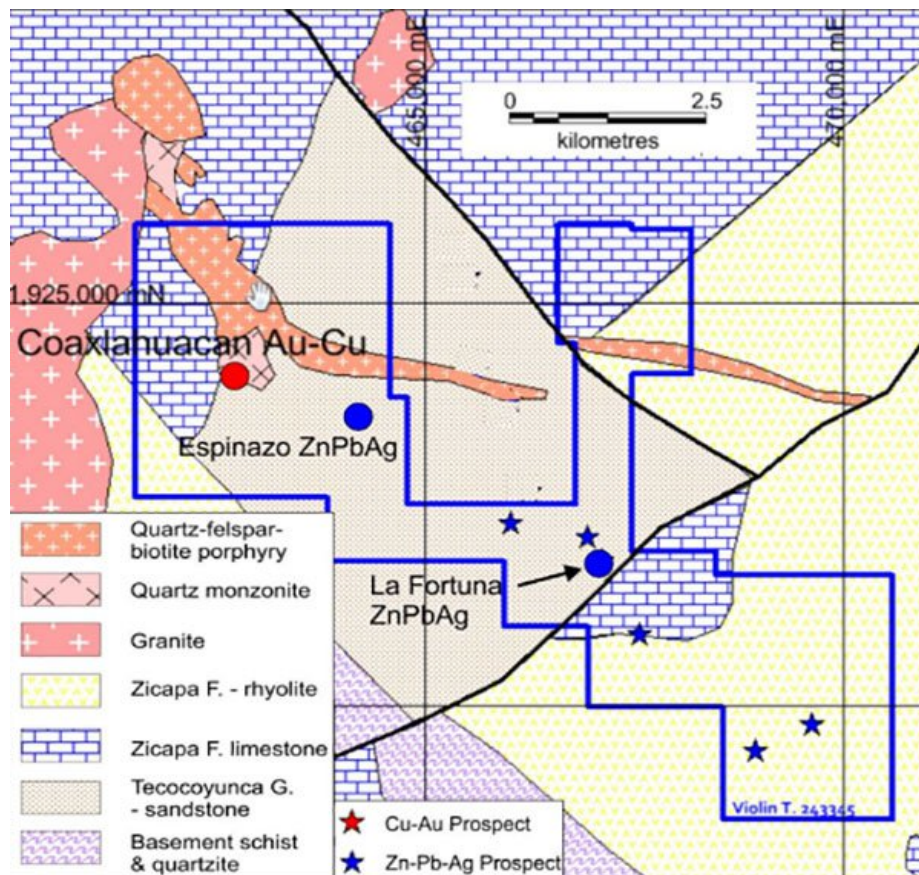 465,000 mE
470,000 mE
0 2.5
kilometres
1,925,000 mN
Coaxlanuacan Au-Cu
Espinazo ZnPbAg
La Fortuna
ZnPbAg
Quartz-felspar-
biotite porphyry
Quartz monzonite
Granite
Zicapa F. - rhyolite
Zicapa F. limestone
Tecocoyunca G.
- sandstone
Basement schist
& quartzite
Cu-Au Prospect
Zn-Pb-Ag Prospect
Violin T. 243345